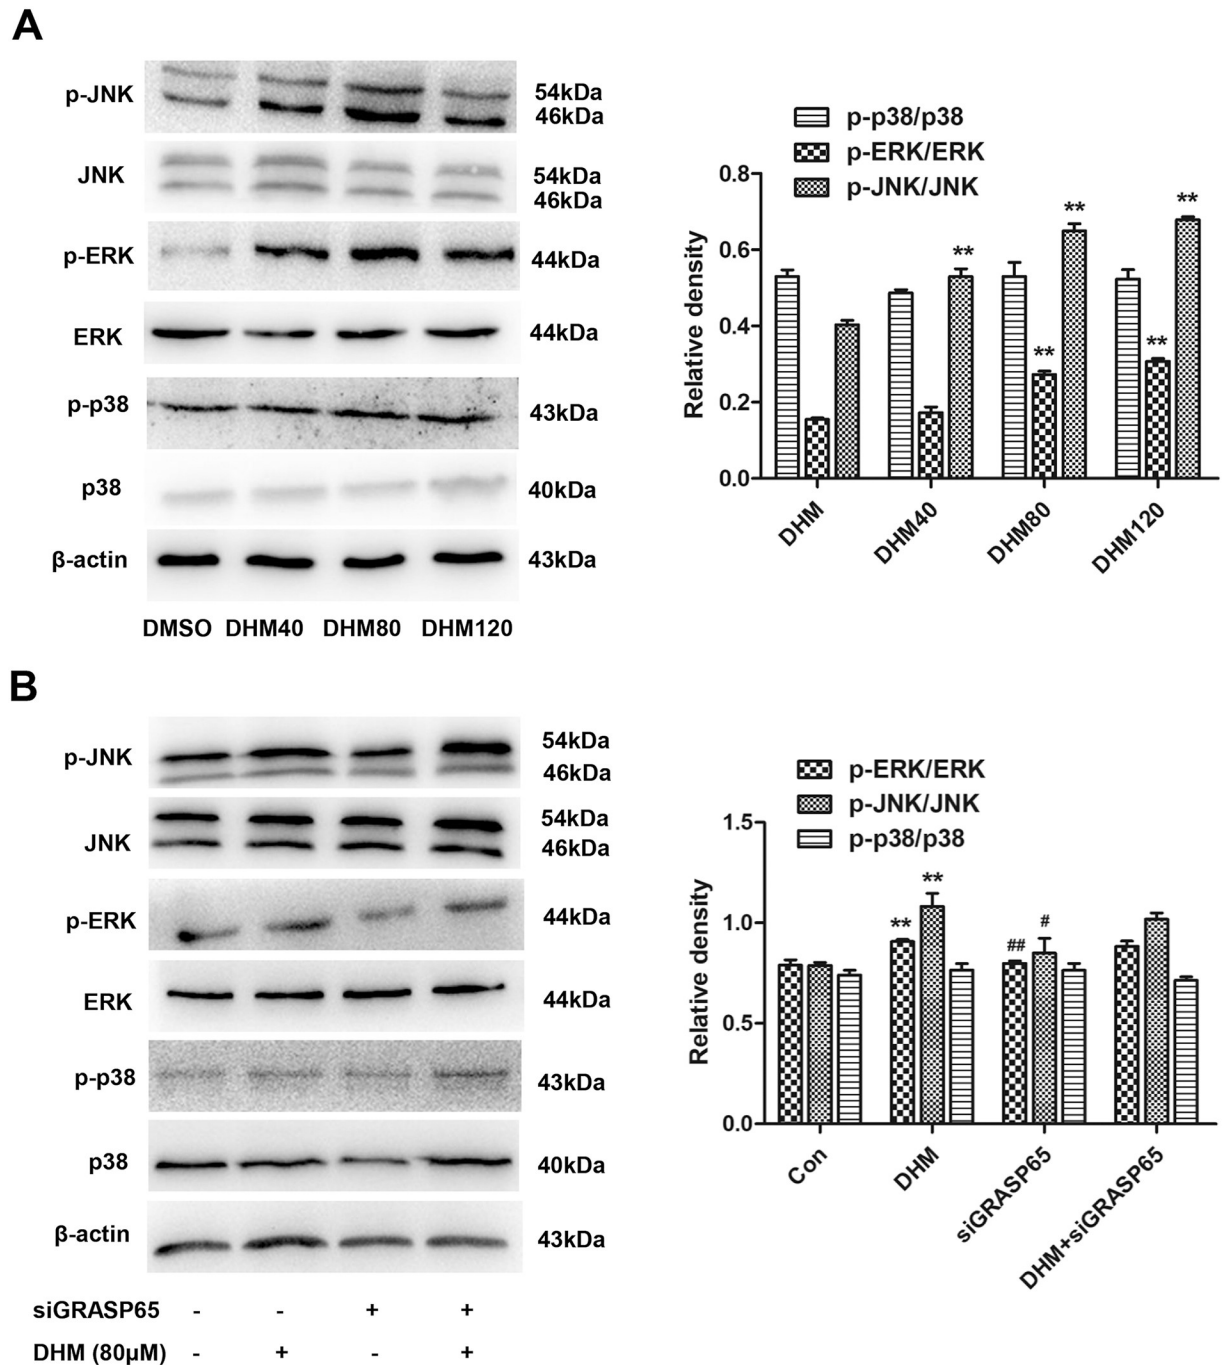 A
p-JNK
54kDa
46kDa
JNK
54kDa
46kDa
p-ERK
44kDa
ERK
44kDa
p-p38
43kDa
p38
40kDa
β-actin
43kDa
DMSO DHM40 DHM80 DHM120
p-p38/p38
p-ERK/ERK
p-JNK/JNK
Relative density
0.8
0.6
0.4
0.2
0.0
** ** ** ** **
DHM DHM40 DHM80 DHM120
B
p-JNK
54kDa
46kDa
JNK
54kDa
46kDa
p-ERK
44kDa
ERK
44kDa
p-p38
43kDa
p38
40kDa
β-actin
43kDa
siGRASP65 - - + +
DHM (80μM) - + - +
p-ERK/ERK
p-JNK/JNK
p-p38/p38
Relative density
1.5
1.0
0.5
0.0
** ** ## #
Con DHM siGRASP65 DHM+siGRASP65